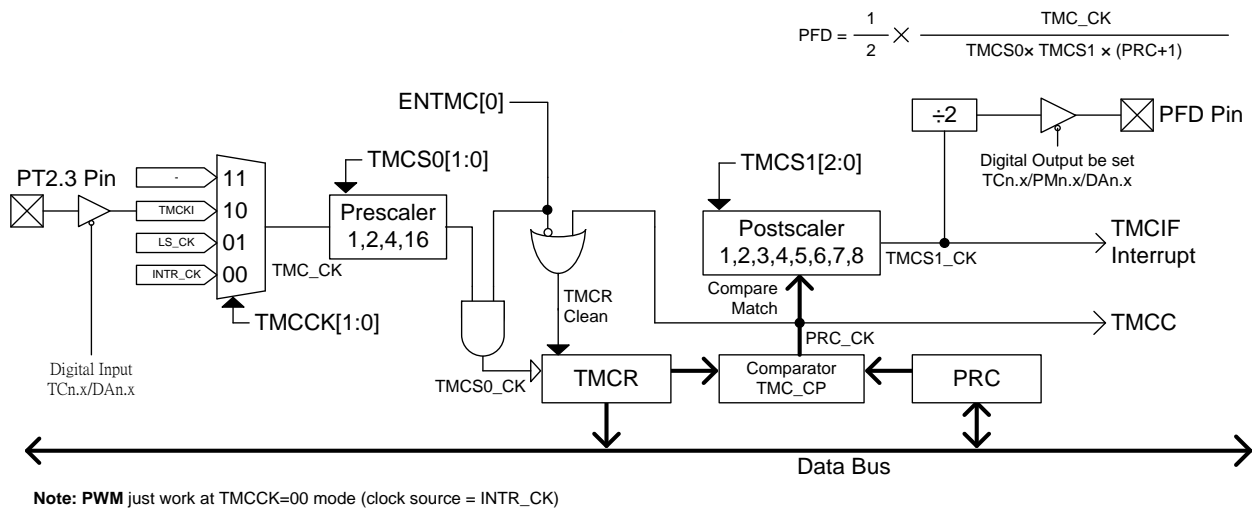 PFD = 1/2 × TMC_CK / TMCS0× TMCS1 × (PRC+1)
ENTMC[0]
÷2
PFD Pin
Digital Output be set
TCn.x/PMn.x/DAn.x
PT2.3 Pin
- 11
TMCKI 10
LS_CK 01
INTR_CK 00
TMCCK[1:0]
TMC_CK
Digital Input
TCn.x/DAn.x
TMCS0[1:0]
Prescaler
1,2,4,16
TMCR
Clean
TMCS0_CK
TMCS1[2:0]
Postscaler
1,2,3,4,5,6,7,8
TMCS1_CK
TMCIF
Interrupt
Compare
Match
PRC_CK
TMCC
TMCR
Comparator
TMC_CP
PRC
Data Bus
Note: PWM just work at TMCCK=00 mode (clock source = INTR_CK)